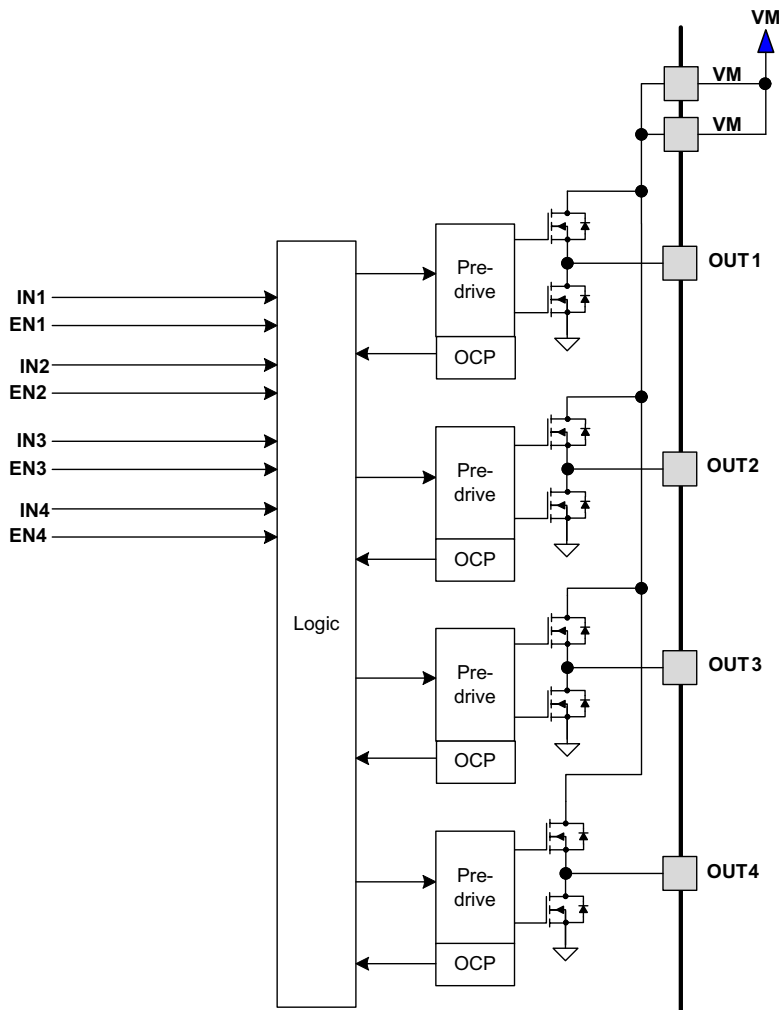 VM
VM
VM
Pre-
drive
OUT1
IN1
EN1
OCP
IN2
EN2
IN3
EN3
Pre-
drive
OUT2
IN4
EN4
OCP
Logic
Pre-
drive
OUT3
OCP
Pre-
drive
OUT4
OCP